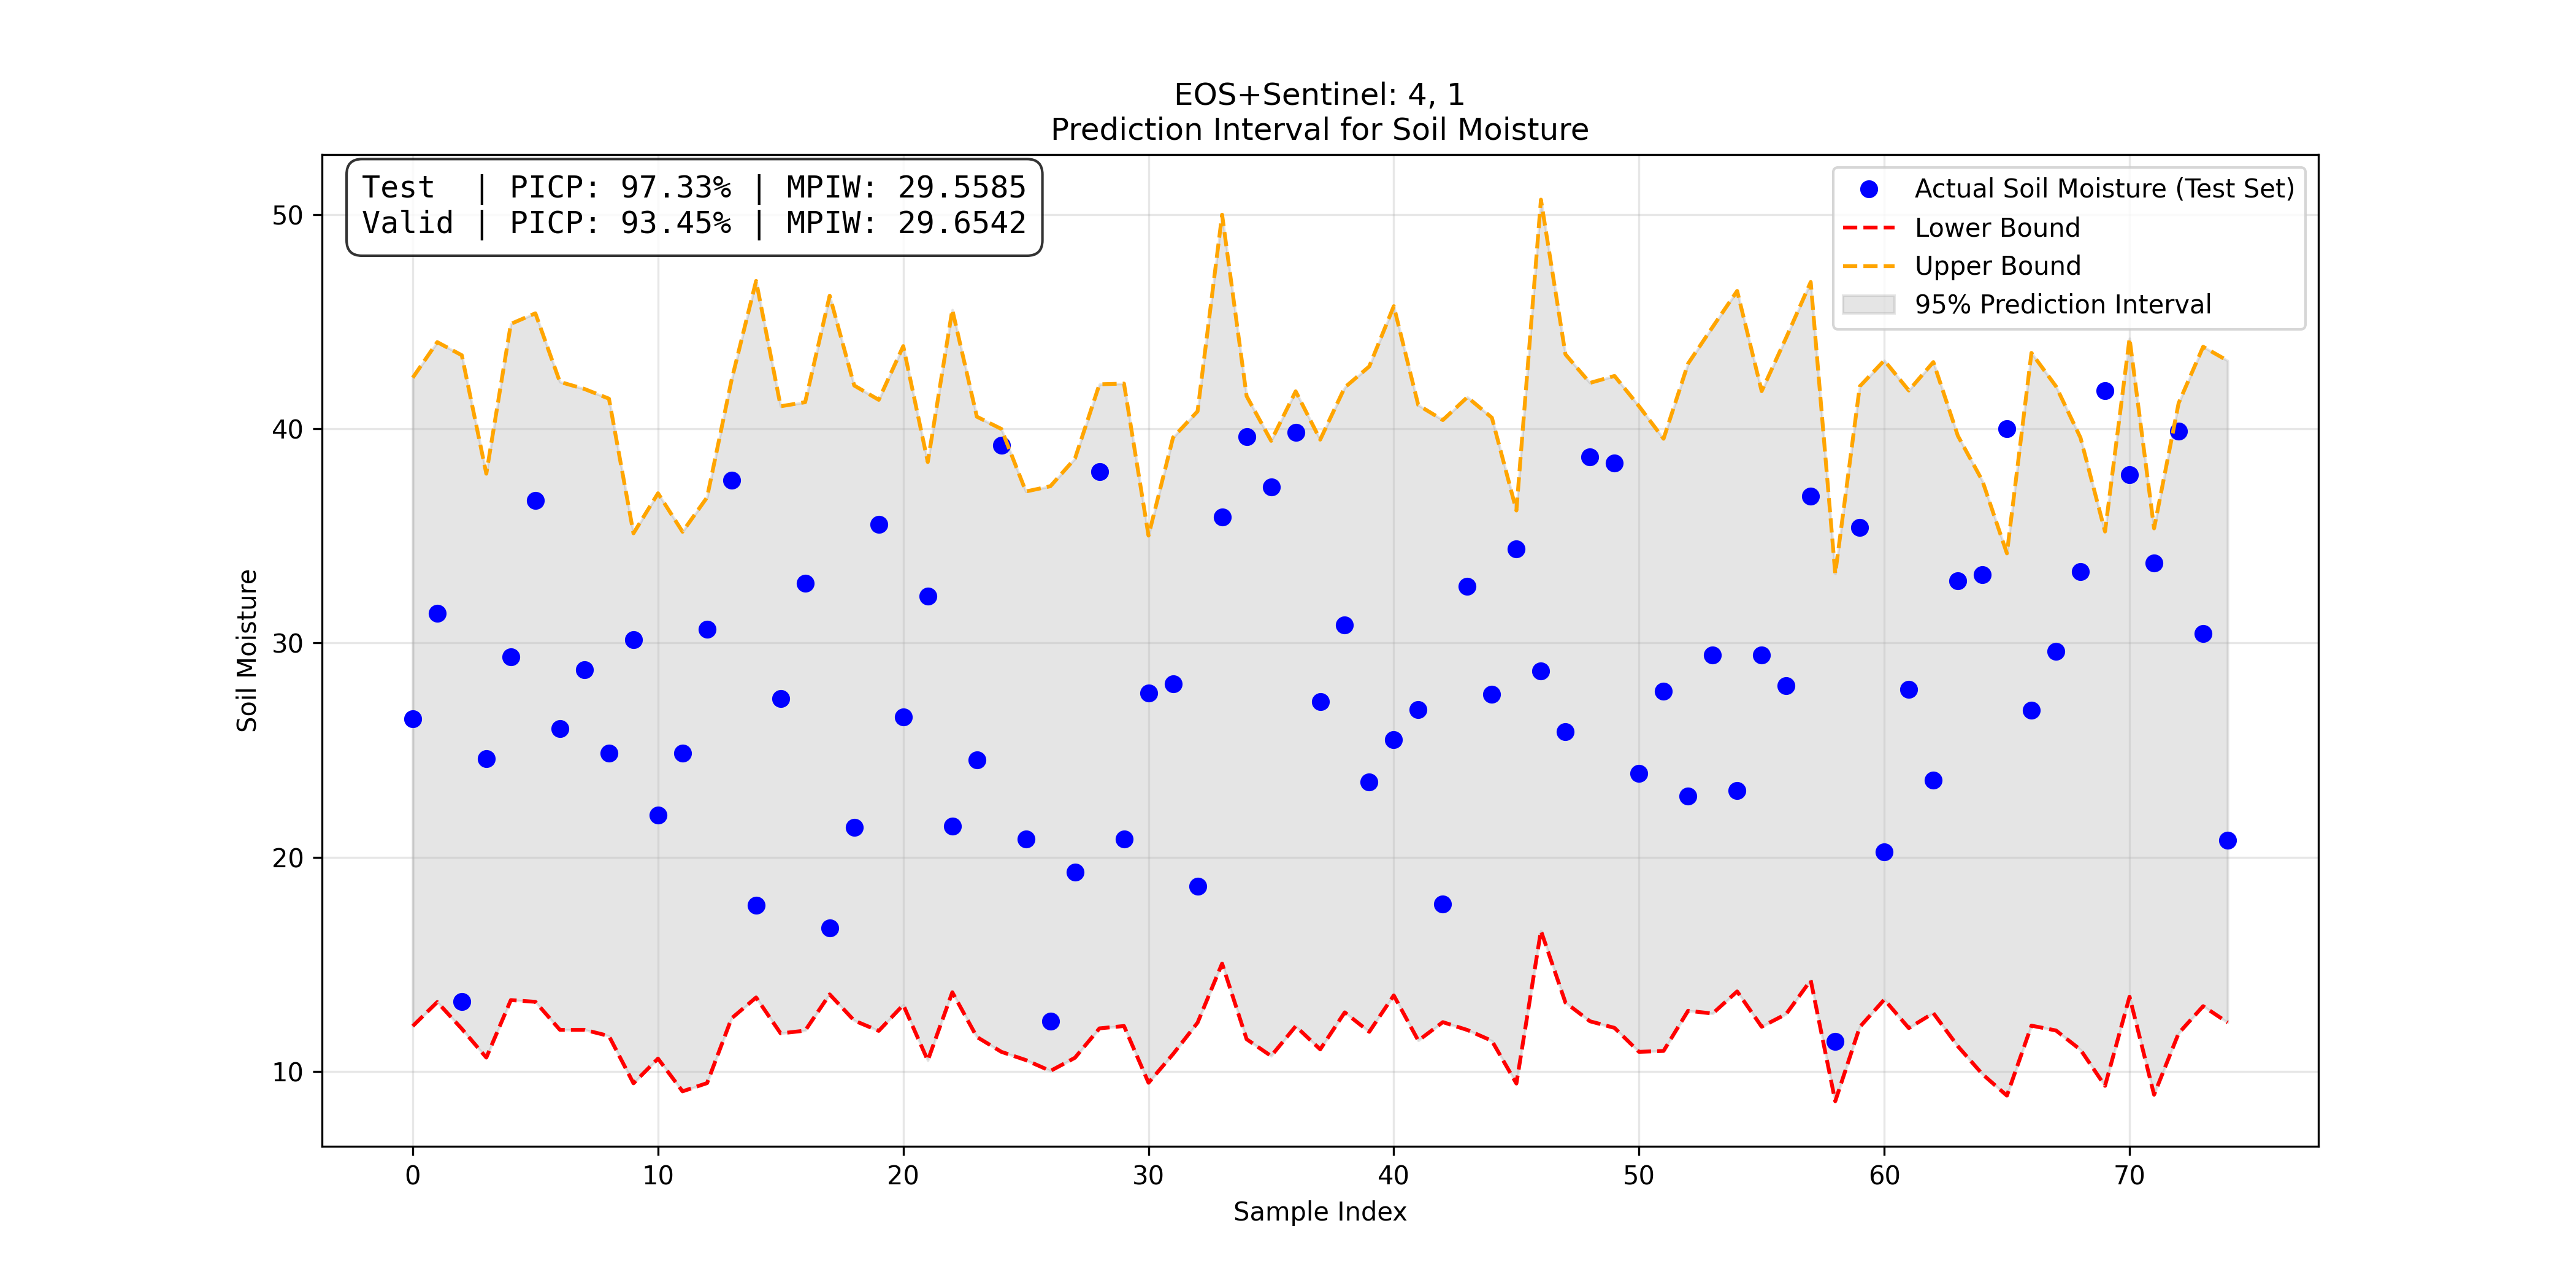 EOS+Sentinel: 4, 1
Prediction Interval for Soil Moisture
Test  | PICP: 97.33% | MPIW: 29.5585
Valid | PICP: 93.45% | MPIW: 29.6542
Actual Soil Moisture (Test Set)
Lower Bound
Upper Bound
95% Prediction Interval
Soil Moisture
50
40
30
20
10
0 10 20 30 40 50 60 70
Sample Index